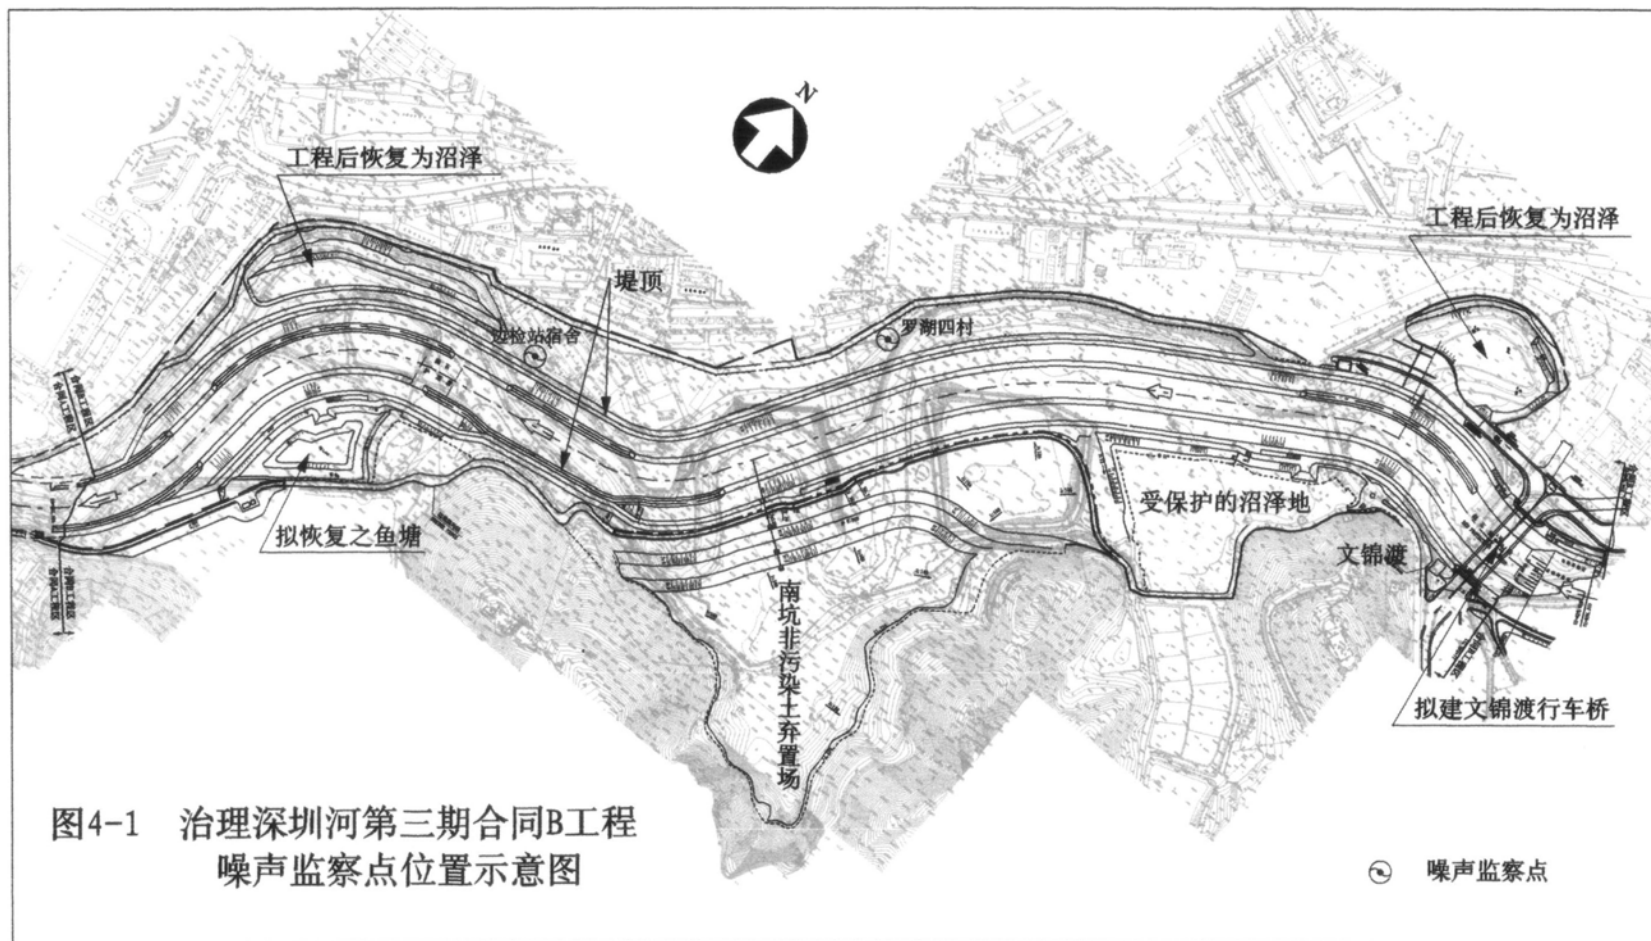 N
工程后恢复为沼泽
工程后恢复为沼泽
堤顶
边检站宿舍
罗湖四村
受保护的沼泽地
拟恢复之鱼塘
文锦渡
南坑非污染土弃置场
拟建文锦渡行车桥
图4-1 治理深圳河第三期合同B工程
噪声监察点位置示意图
噪声监察点